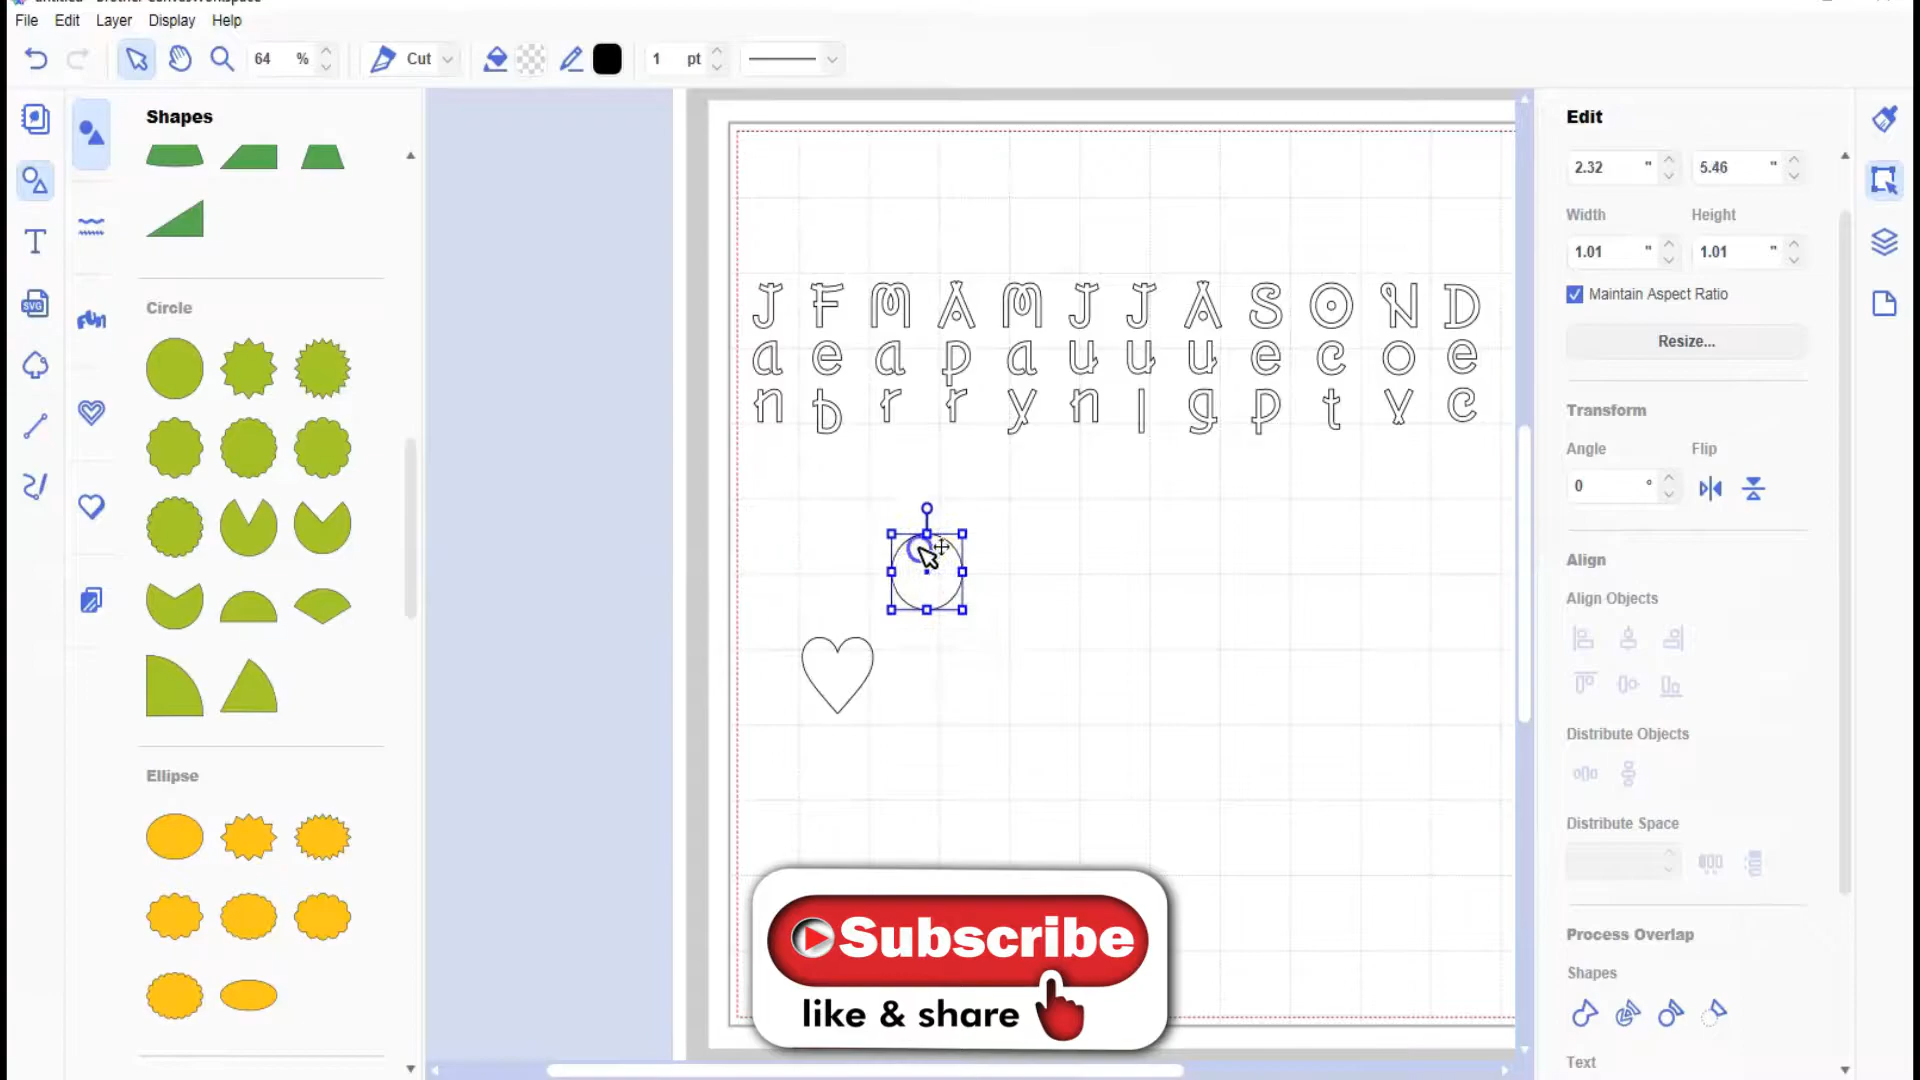 File Edit Layer Display Help
64 % Cut 1 pt
Shapes
Circle
Ellipse
J F M A M J J A S O N D
a e a p a u u u e c o e
n b r r y n l g p t v c
Subscribe
like & share
Edit
2.32 " 5.46 "
Width Height
1.01 " 1.01 "
Maintain Aspect Ratio
Resize...
Transform
Angle Flip
0 °
Align
Align Objects
Distribute Objects
Distribute Space
Process Overlap
Shapes
Text